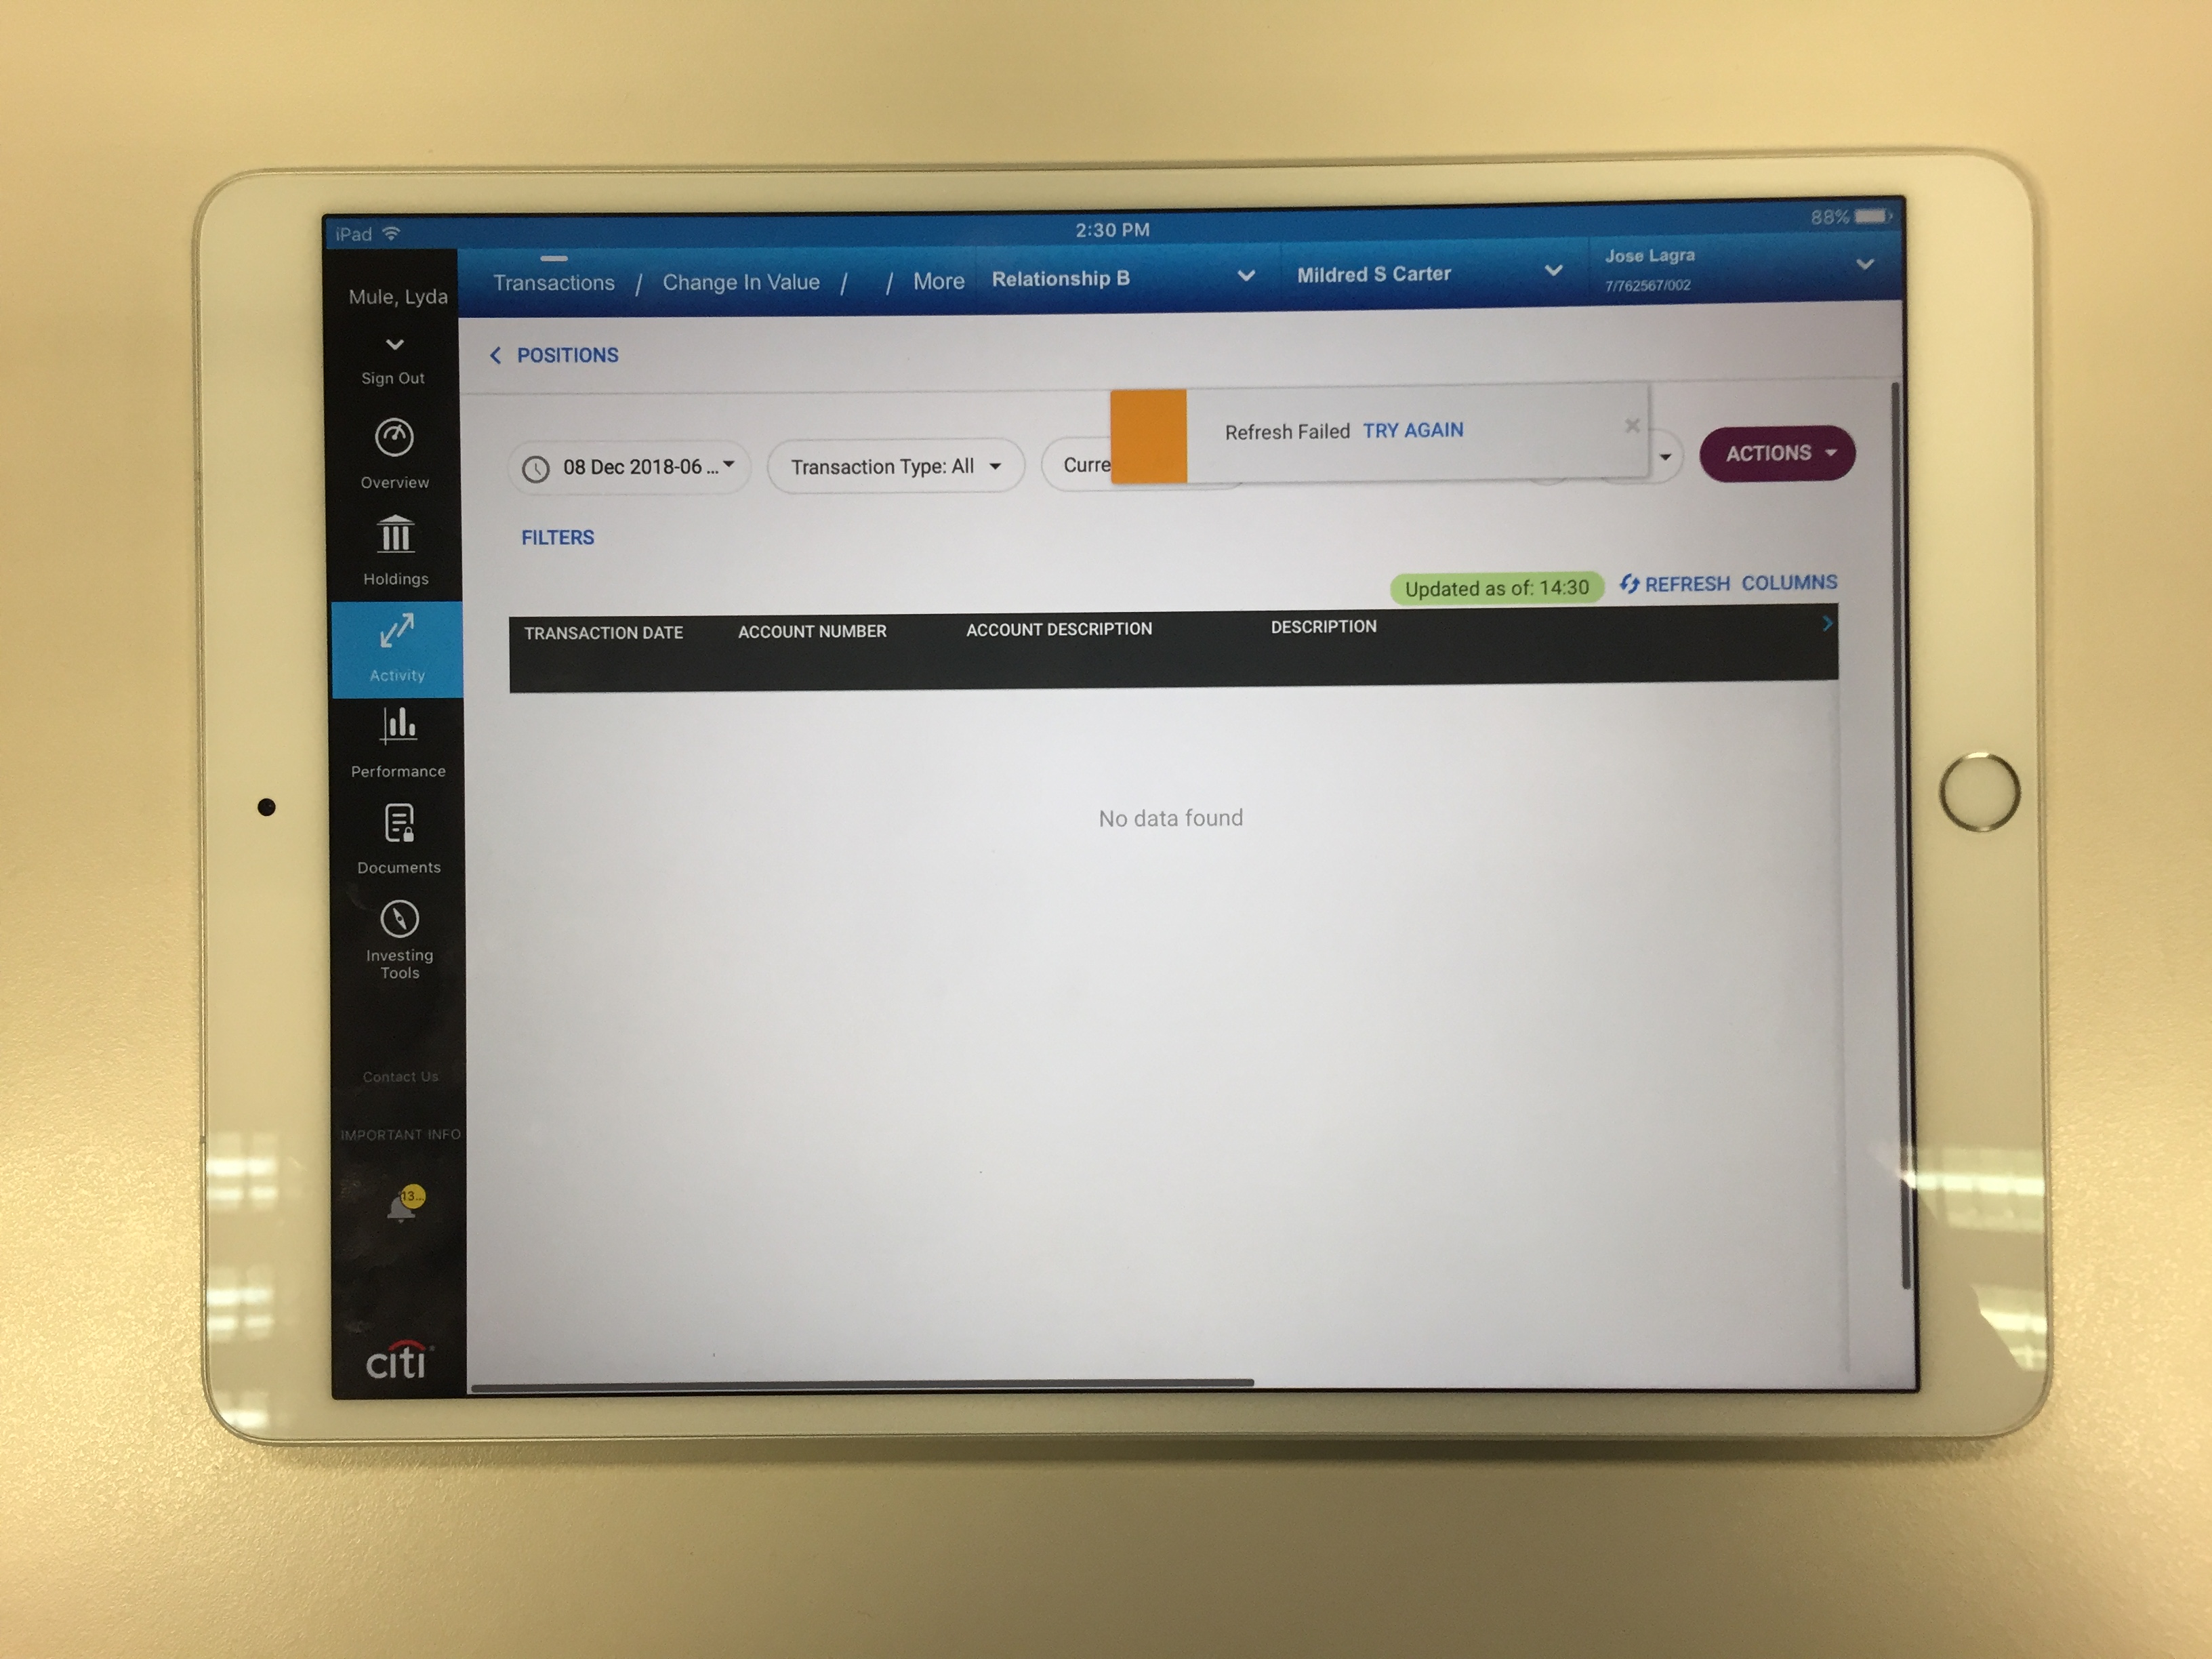 iPad
2:30 PM
88%
Mule, Lyda
Sign Out
Overview
Holdings
Activity
Performance
Documents
Investing
Tools
Contact Us
IMPORTANT INFO
13...
citi
Transactions / Change In Value / / More
Relationship B
Mildred S Carter
Jose Lagra
7/762567/002
POSITIONS
Refresh Failed TRY AGAIN
08 Dec 2018-06 ...
Transaction Type: All
Curre
ACTIONS
FILTERS
Updated as of: 14:30
REFRESH COLUMNS
TRANSACTION DATE ACCOUNT NUMBER ACCOUNT DESCRIPTION DESCRIPTION
No data found